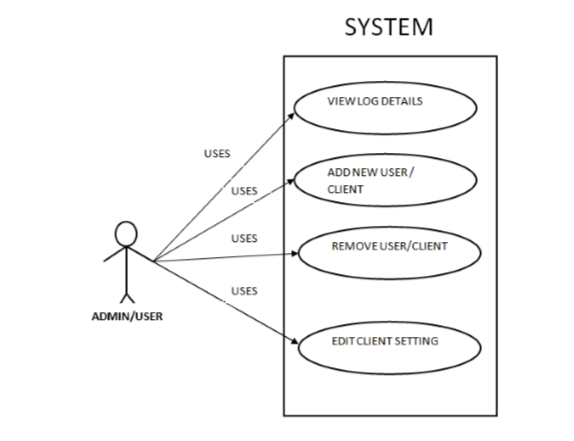 SYSTEM
VIEW LOG DETAILS
USES
ADD NEW USER/
CLIENT
USES
USES
REMOVE USER/CLIENT
USES
ADMIN/USER
EDIT CLIENT SETTING